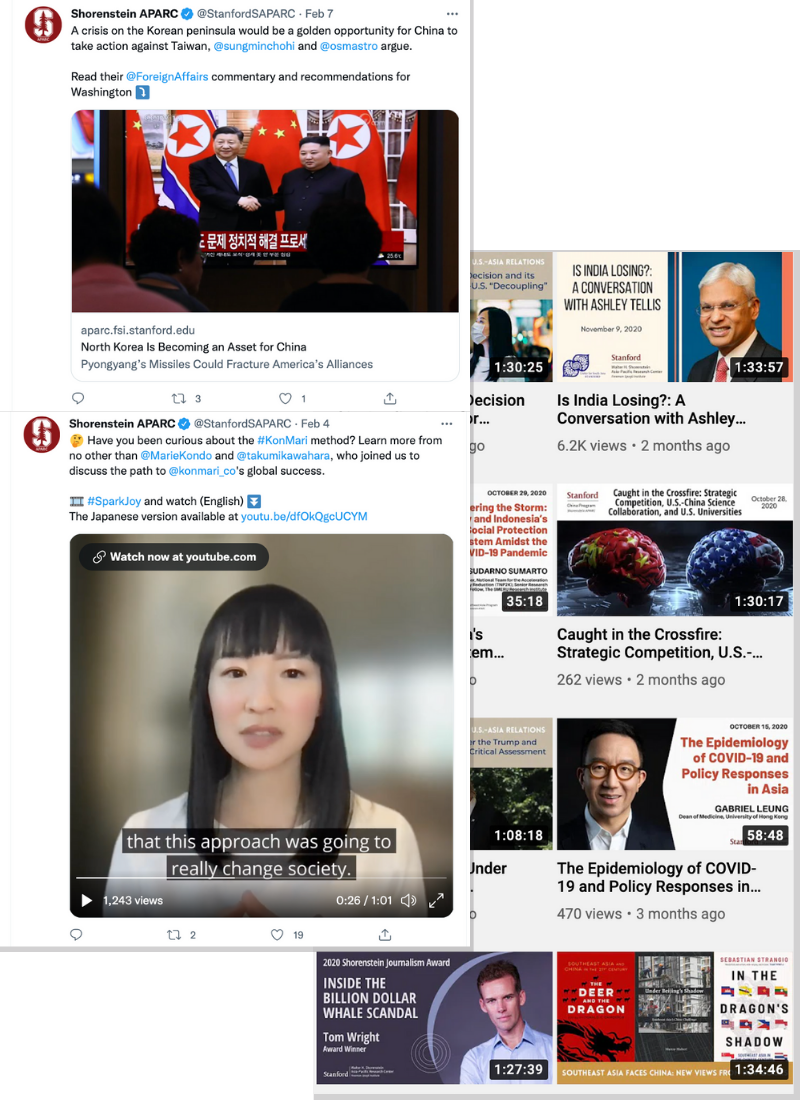 Shorenstein APARC @StanfordSAPARC · Feb 7
A crisis on the Korean peninsula would be a golden opportunity for China to
take action against Taiwan, @sungminchohi and @osmastro argue.
Read their @ForeignAffairs commentary and recommendations for
Washington
도 문제 정치적 해결 프로세
aparc.fsi.stanford.edu
North Korea Is Becoming an Asset for China
Pyongyang's Missiles Could Fracture America's Alliances
3
1
Shorenstein APARC @StanfordSAPARC · Feb 4
Have you been curious about the #KonMari method? Learn more from
no other than @MarieKondo and @takumikawahara, who joined us to
discuss the path to @konmari_co's global success.
#SparkJoy and watch (English)
The Japanese version available at youtu.be/dfOkQgcUCYM
Watch now at youtube.com
that this approach was going to
really change society.
1,243 views
0:26 / 1:01
2
19
U.S.-ASIA RELATIONS
Decision and its
U.S. "Decoupling"
1:30:25
Decision
or...
go
IS INDIA LOSING?:
A CONVERSATION
WITH ASHLEY TELLIS
November 9, 2020
Stanford
1:33:57
Is India Losing?: A
Conversation with Ashley...
6.2K views • 2 months ago
OCTOBER 29, 2020
ering the Storm:
y and Indonesia's
ocial Protection
stem Amidst the
VID-19 Pandemic
SUDARNO SUMARTO
35:18
's
tem...
o
Stanford
China Program
Caught in the Crossfire: Strategic
Competition, U.S.-China Science
Collaboration, and U.S. Universities
October 28,
2020
1:30:17
Caught in the Crossfire:
Strategic Competition, U.S.-...
262 views • 2 months ago
U.S.-ASIA RELATIONS
r the Trump and
Critical Assessment
1:08:18
Under
.
o
OCTOBER 15, 2020
The Epidemiology
of COVID-19 and
Policy Responses
in Asia
GABRIEL LEUNG
Dean of Medicine, University of Hong Kong
Stan
58:48
The Epidemiology of COVID-
19 and Policy Responses in...
470 views • 3 months ago
2020 Shorenstein Journalism Award
INSIDE THE
BILLION DOLLAR
WHALE SCANDAL
Tom Wright
Award Winner
Stanford
1:27:39
SOUTHEAST ASIA AND
CHINA IN THE 21ST CENTURY
THE
DEER
AND THE
DRAGON
Under Beijing's Shadow
SEBASTIAN STRANGIO
IN THE
DRAGON'S
SHADOW
SOUTHEAST ASIA FACES CHINA: NEW VIEWS FR
1:34:46